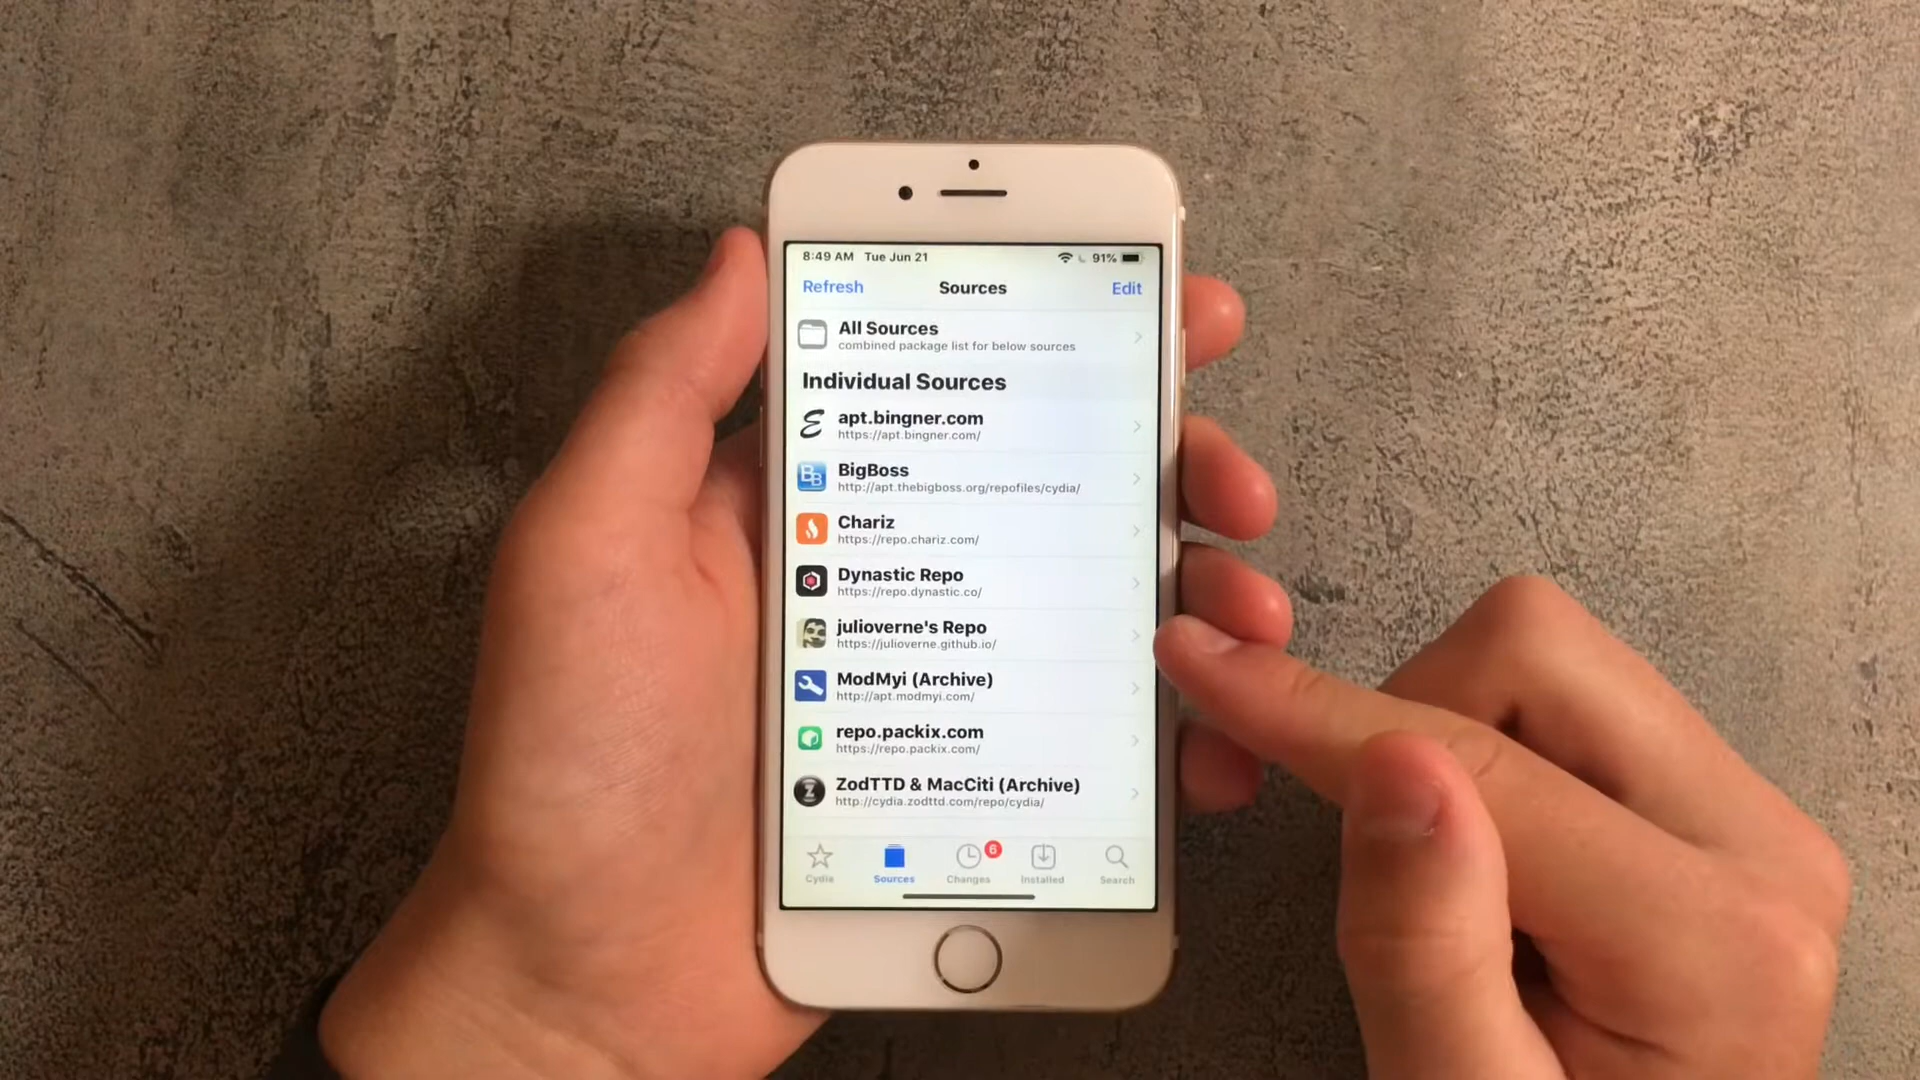 8:49 AM Tue Jun 21 91%
Refresh Sources Edit
All Sources
combined package list for below sources
Individual Sources
apt.bingner.com
https://apt.bingner.com/
BigBoss
http://apt.thebigboss.org/repofiles/cydia/
Chariz
https://repo.chariz.com/
Dynastic Repo
https://repo.dynastic.co/
julioverne's Repo
https://julioverne.github.io/
ModMyi (Archive)
http://apt.modmyi.com/
repo.packix.com
https://repo.packix.com/
ZodTTD & MacCiti (Archive)
http://cydia.zodttd.com/repo/cydia/
6
Cydia Sources Changes Installed Search